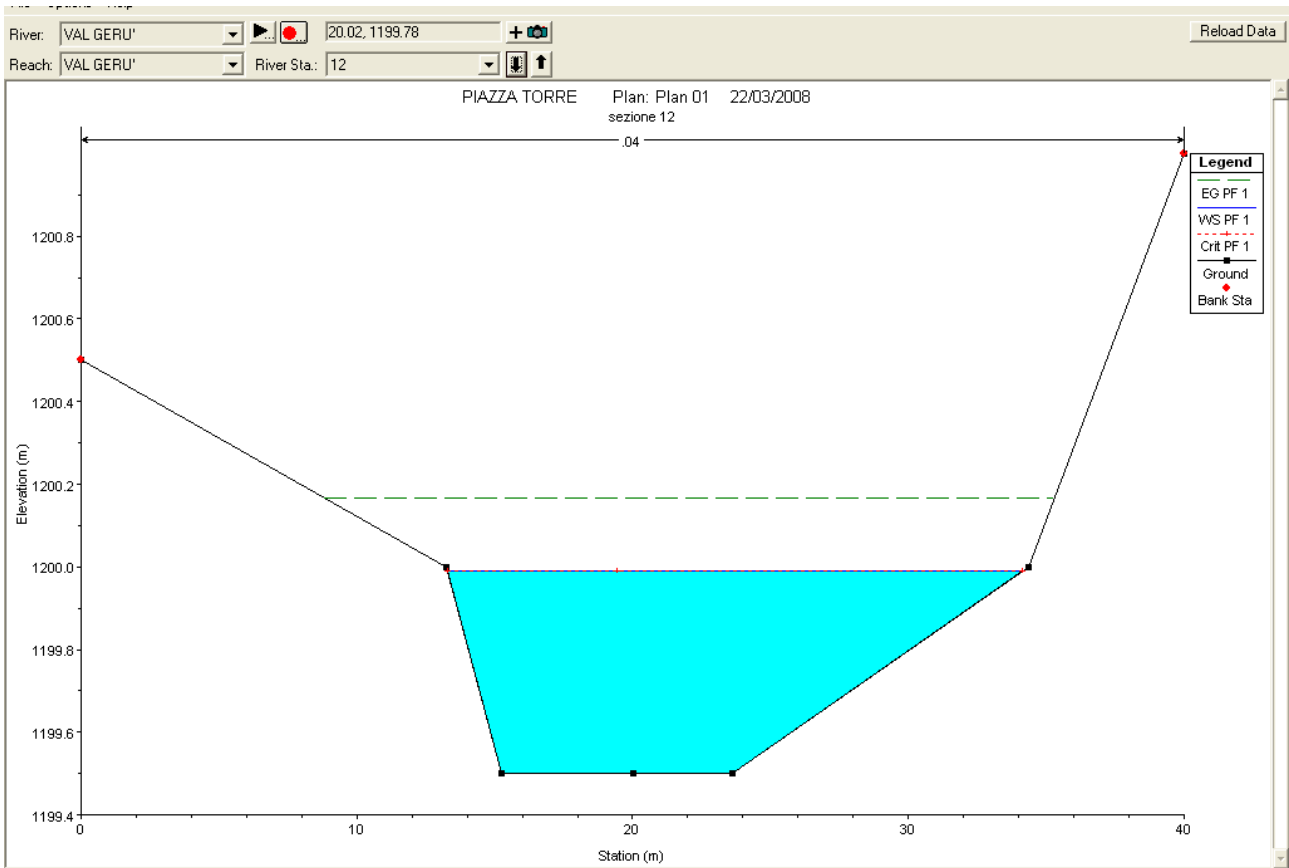 River: VAL GERU' 20.02, 1199.78 Reload Data
Reach: VAL GERU' River Sta.: 12
PIAZZA TORRE Plan: Plan 01 22/03/2008
sezione 12
.04
Legend
EG PF 1
WS PF 1
Crit PF 1
Ground
Bank Sta
1200.8
1200.6
1200.4
1200.2
1200.0
1199.8
1199.6
1199.4
Elevation (m)
0 10 20 30 40
Station (m)